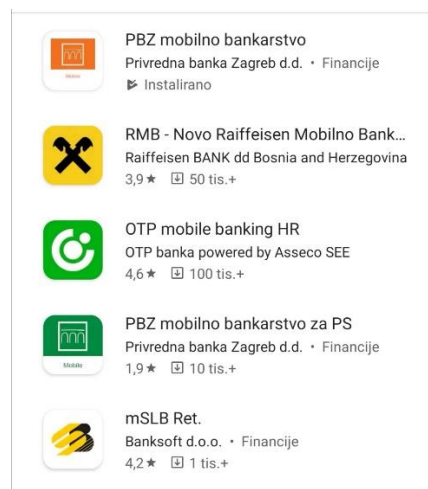 PBZ mobilno bankarstvo
Privredna banka Zagreb d.d. • Financije
Instalirano
RMB - Novo Raiffeisen Mobilno Bank...
Raiffeisen BANK dd Bosnia and Herzegovina
3,9★ 50 tis.+
OTP mobile banking HR
OTP banka powered by Asseco SEE
4,6★ 100 tis.+
PBZ mobilno bankarstvo za PS
Privredna banka Zagreb d.d. • Financije
Mobile
1,9★ 10 tis.+
mSLB Ret.
Banksoft d.o.o. • Financije
4,2★ 1 tis.+